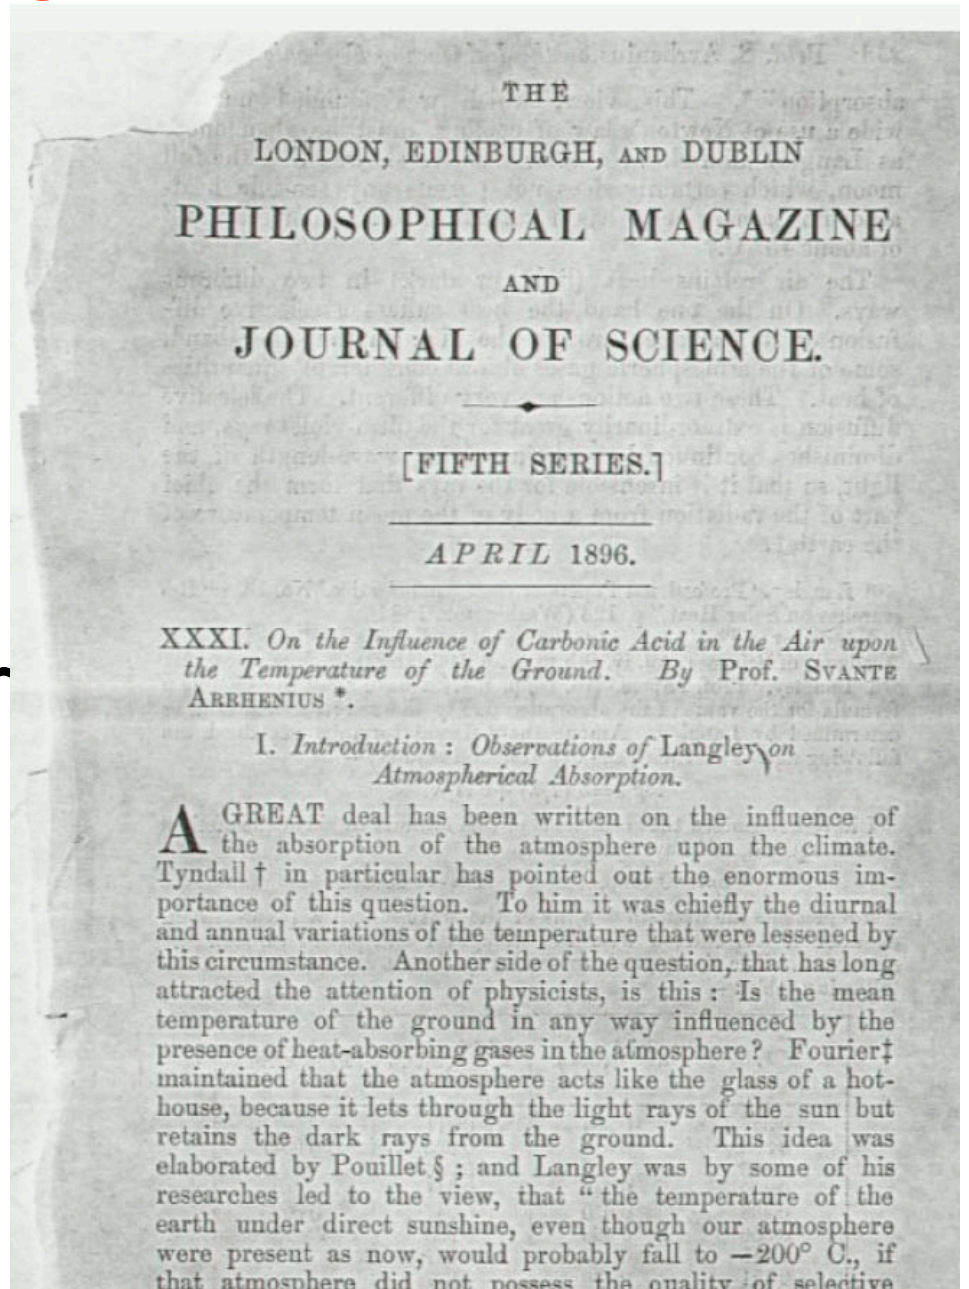 THE
LONDON, EDINBURGH, AND DUBLIN
PHILOSOPHICAL MAGAZINE
AND
JOURNAL OF SCIENCE.
[FIFTH SERIES.]
APRIL 1896.
XXXI. On the Influence of Carbonic Acid in the Air upon
the Temperature of the Ground. By Prof. SVANTE
ARRHENIUS *.
I. Introduction : Observations of Langley on
Atmospherical Absorption.
A GREAT deal has been written on the influence of
the absorption of the atmosphere upon the climate.
Tyndall † in particular has pointed out the enormous im-
portance of this question. To him it was chiefly the diurnal
and annual variations of the temperature that were lessened by
this circumstance. Another side of the question, that has long
attracted the attention of physicists, is this : Is the mean
temperature of the ground in any way influenced by the
presence of heat-absorbing gases in the atmosphere ? Fourier‡
maintained that the atmosphere acts like the glass of a hot-
house, because it lets through the light rays of the sun but
retains the dark rays from the ground. This idea was
elaborated by Pouillet § ; and Langley was by some of his
researches led to the view, that “ the temperature of the
earth under direct sunshine, even though our atmosphere
were present as now, would probably fall to —200° C., if
that atmosphere did not possess the quality of selective